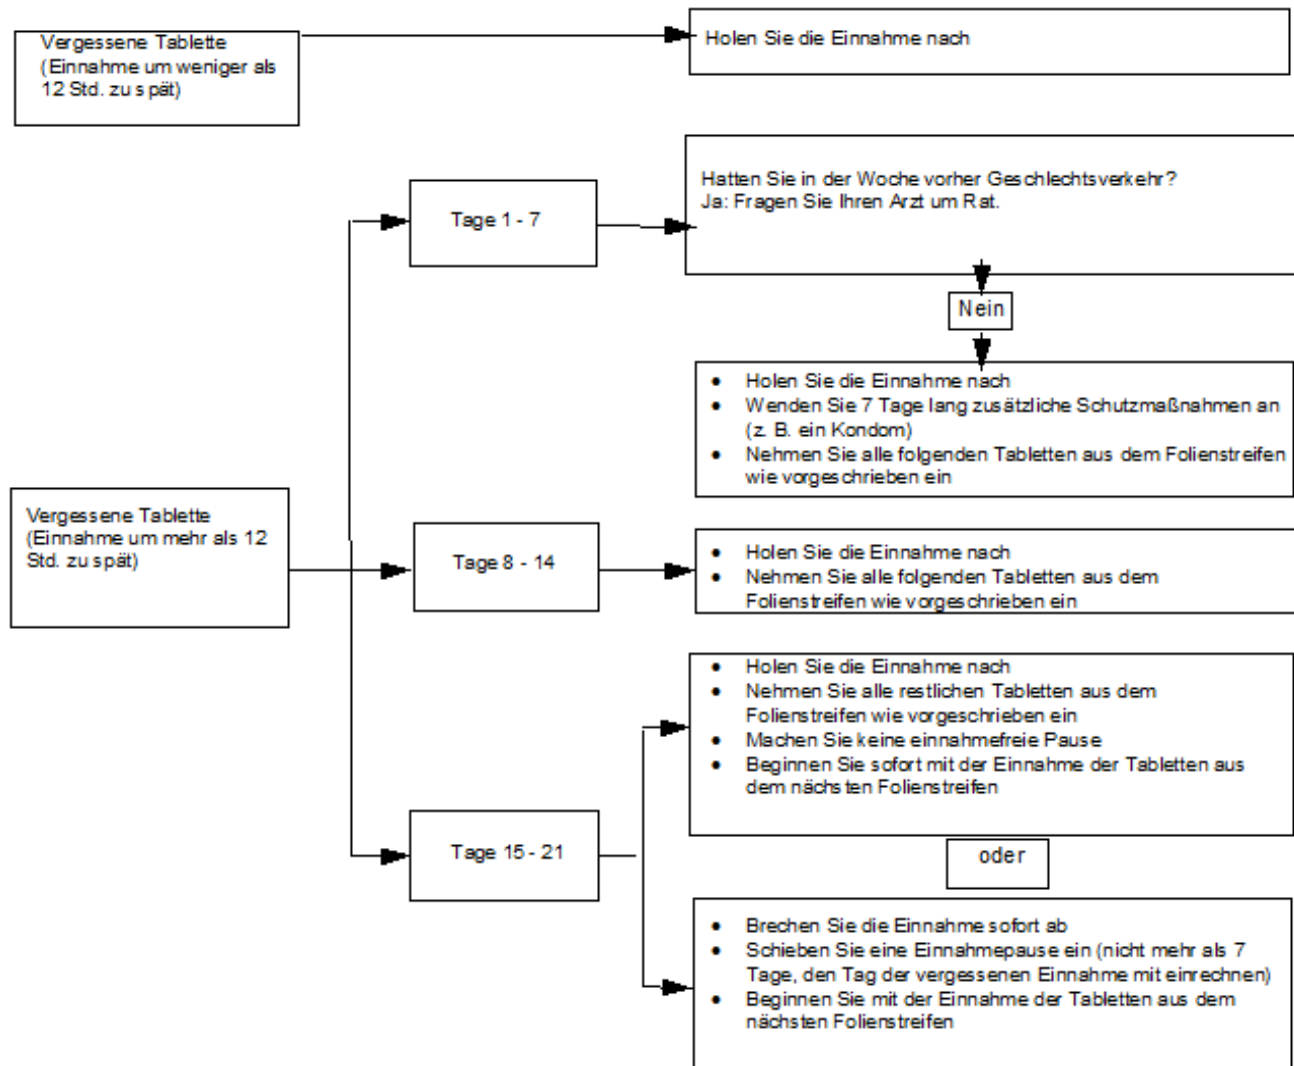 Vergessene Tablette
(Einnahme um weniger als
12 Std. zu spät)
Holen Sie die Einnahme nach
Tage 1 - 7
Hatten Sie in der Woche vorher Geschlechtsverkehr?
Ja: Fragen Sie Ihren Arzt um Rat.
Nein
• Holen Sie die Einnahme nach
• Wenden Sie 7 Tage lang zusätzliche Schutzmaßnahmen an
(z. B. ein Kondom)
• Nehmen Sie alle folgenden Tabletten aus dem Folienstreifen
wie vorgeschrieben ein
Vergessene Tablette
(Einnahme um mehr als 12
Std. zu spät)
Tage 8 - 14
• Holen Sie die Einnahme nach
• Nehmen Sie alle folgenden Tabletten aus dem
Folienstreifen wie vorgeschrieben ein
Tage 15 - 21
• Holen Sie die Einnahme nach
• Nehmen Sie alle restlichen Tabletten aus dem
Folienstreifen wie vorgeschrieben ein
• Machen Sie keine einnahmefreie Pause
• Beginnen Sie sofort mit der Einnahme der Tabletten aus
dem nächsten Folienstreifen
oder
• Brechen Sie die Einnahme sofort ab
• Schieben Sie eine Einnahmepause ein (nicht mehr als 7
Tage, den Tag der vergessenen Einnahme mit einrechnen)
• Beginnen Sie mit der Einnahme der Tabletten aus dem
nächsten Folienstreifen